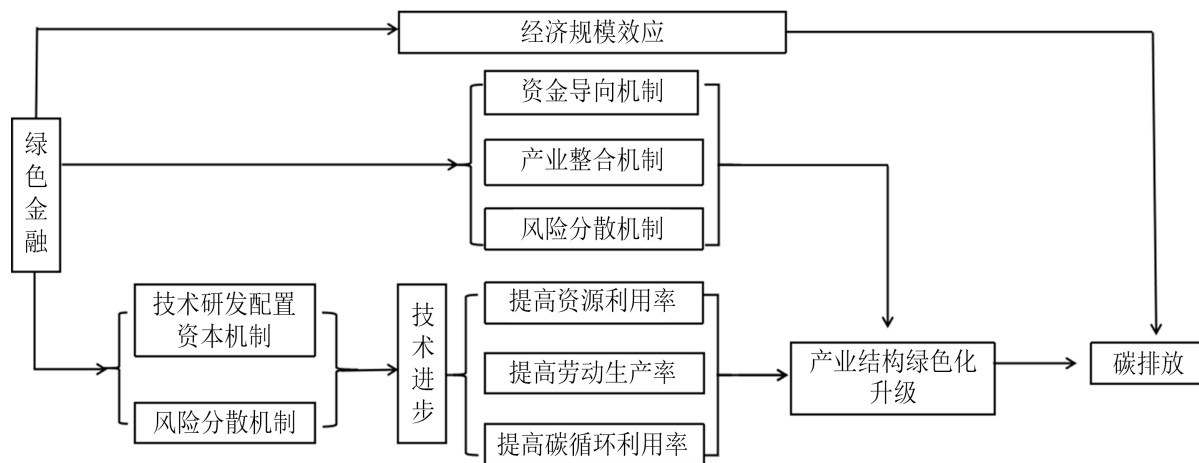 经济规模效应
资金导向机制
产业整合机制
风险分散机制
绿色金融
技术研发配置
资本机制
风险分散机制
技术进步
提高资源利用率
提高劳动生产率
提高碳循环利用率
产业结构绿色化
升级
碳排放